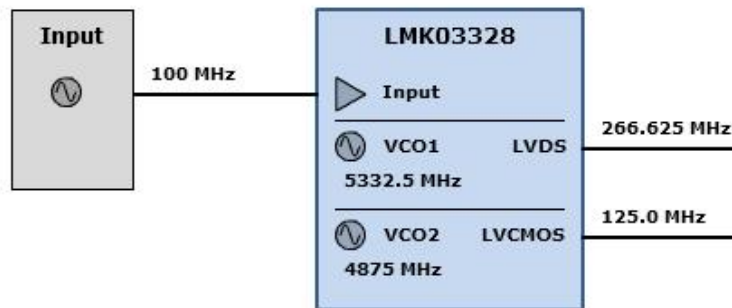 Input
LMK03328
100 MHz
Input
266.625 MHz
VCO1 LVDS
5332.5 MHz
125.0 MHz
VCO2 LVCMOS
4875 MHz